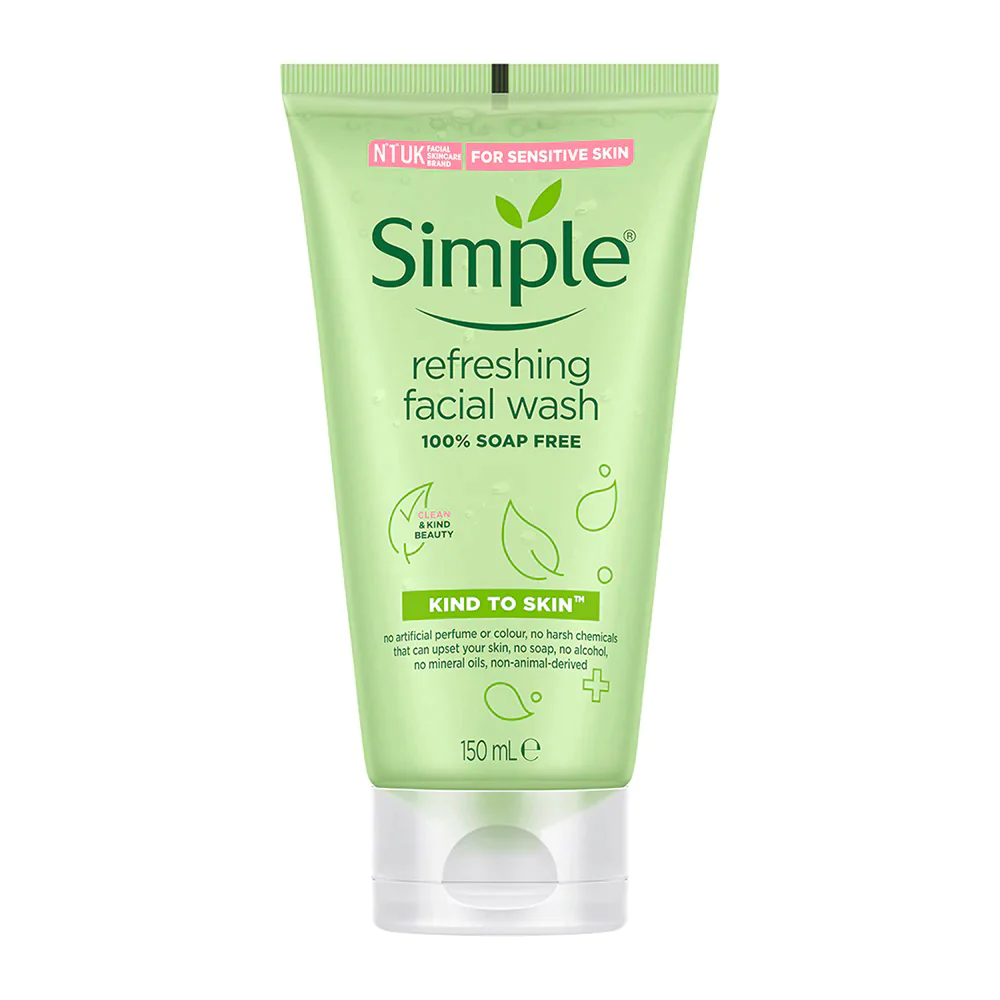 N°1 UK FACIAL SKINCARE BRAND FOR SENSITIVE SKIN
Simple®
refreshing
facial wash
100% SOAP FREE
CLEAN
& KIND
BEAUTY
KIND TO SKIN™
no artificial perfume or colour, no harsh chemicals
that can upset your skin, no soap, no alcohol,
no mineral oils, non-animal-derived
150 mL ℮